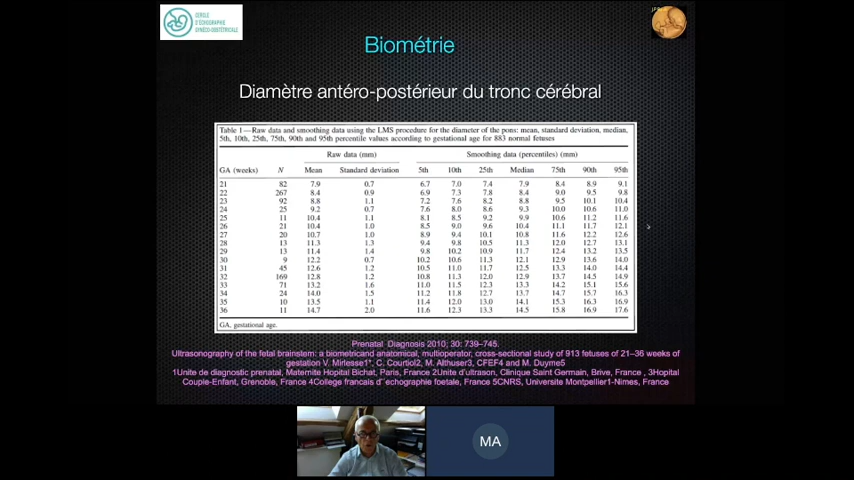 CERCLE
D'ÉCHOGRAPHIE
GYNÉCO-OBSTÉTRICALE
Biométrie
Diamètre antéro-postérieur du tronc cérébral
Table 1—Raw data and smoothing data using the LMS procedure for the diameter of the pons: mean, standard deviation, median,
5th, 10th, 25th, 75th, 90th and 95th percentile values according to gestational age for 883 normal fetuses
Raw data (mm) Smoothing data (percentiles) (mm)
GA (weeks) N Mean Standard deviation 5th 10th 25th Median 75th 90th 95th
21 82 7.9 0.7 6.7 7.0 7.4 7.9 8.4 8.9 9.1
22 267 8.4 0.9 6.9 7.3 7.8 8.4 9.0 9.5 9.8
23 92 8.8 1.1 7.2 7.6 8.2 8.8 9.5 10.1 10.4
24 25 9.2 0.7 7.6 8.0 8.6 9.3 10.0 10.6 11.0
25 11 10.4 1.1 8.1 8.5 9.2 9.9 10.6 11.2 11.6
26 21 10.4 1.0 8.5 9.0 9.6 10.4 11.1 11.7 12.1
27 20 10.7 1.0 8.9 9.4 10.1 10.8 11.6 12.2 12.6
28 13 11.3 1.3 9.4 9.8 10.5 11.3 12.0 12.7 13.1
29 13 11.4 1.4 9.8 10.2 10.9 11.7 12.4 13.2 13.5
30 9 12.2 0.7 10.2 10.6 11.3 12.1 12.9 13.6 14.0
31 45 12.6 1.2 10.5 11.0 11.7 12.5 13.3 14.0 14.4
32 169 12.8 1.2 10.8 11.3 12.0 12.9 13.7 14.5 14.9
33 71 13.2 1.6 11.0 11.5 12.3 13.3 14.2 15.1 15.6
34 24 14.0 1.5 11.2 11.8 12.7 13.7 14.7 15.7 16.3
35 10 13.5 1.1 11.4 12.0 13.0 14.1 15.3 16.3 16.9
36 11 14.7 2.0 11.6 12.3 13.3 14.5 15.8 16.9 17.6
GA, gestational age.
Prenatal Diagnosis 2010; 30: 739–745.
Ultrasonography of the fetal brainstem: a biometricand anatomical, multioperator, cross-sectional study of 913 fetuses of 21–36 weeks of
gestation V. Mirlesse1*, C. Courtiol2, M. Althuser3, CFEF4 and M. Duyme5
1Unite de diagnostic prenatal, Maternite Hopital Bichat, Paris, France 2Unite d'ultrason, Clinique Saint Germain, Brive, France , 3Hopital
Couple-Enfant, Grenoble, France 4College francais d'echographie foetale, France 5CNRS, Universite Montpellier1-Nimes, France
MA